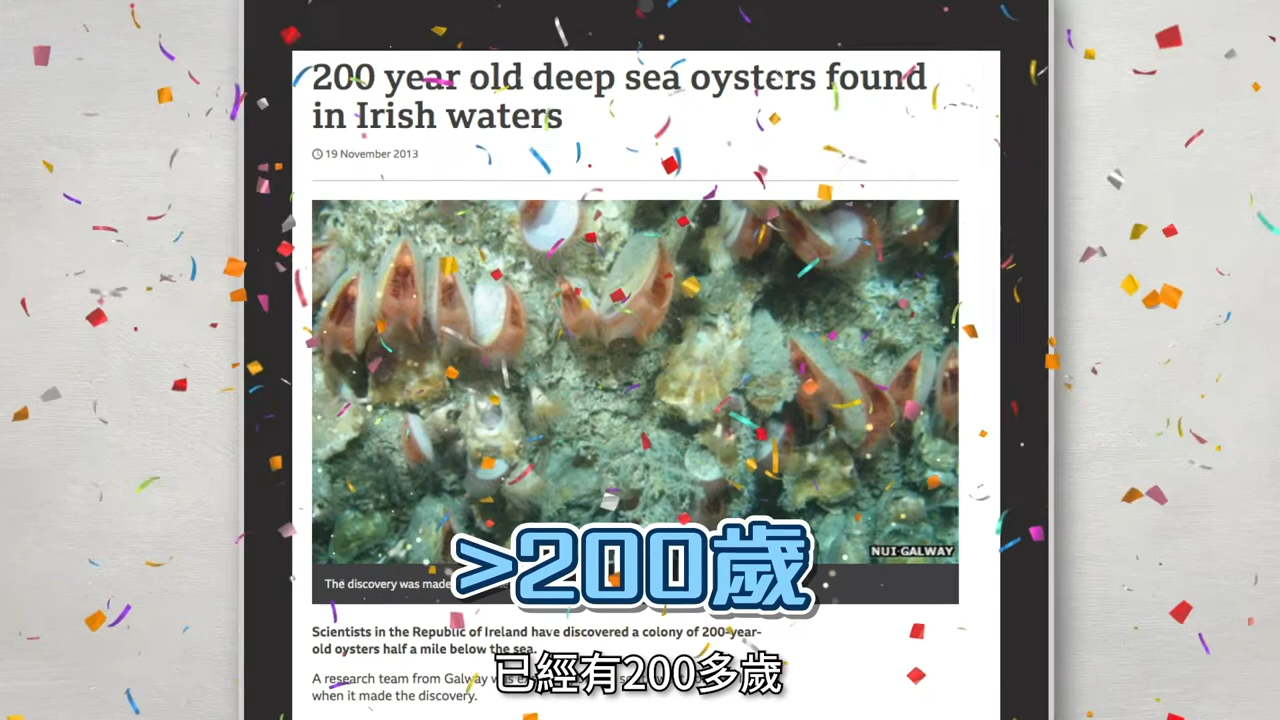 200 year old deep sea oysters found
in Irish waters
19 November 2013
NUI GALWAY
The discovery was made
>200歲
Scientists in the Republic of Ireland have discovered a colony of 200-year-
old oysters half a mile below the sea.
已經有200多歲
A research team from Galway
when it made the discovery.